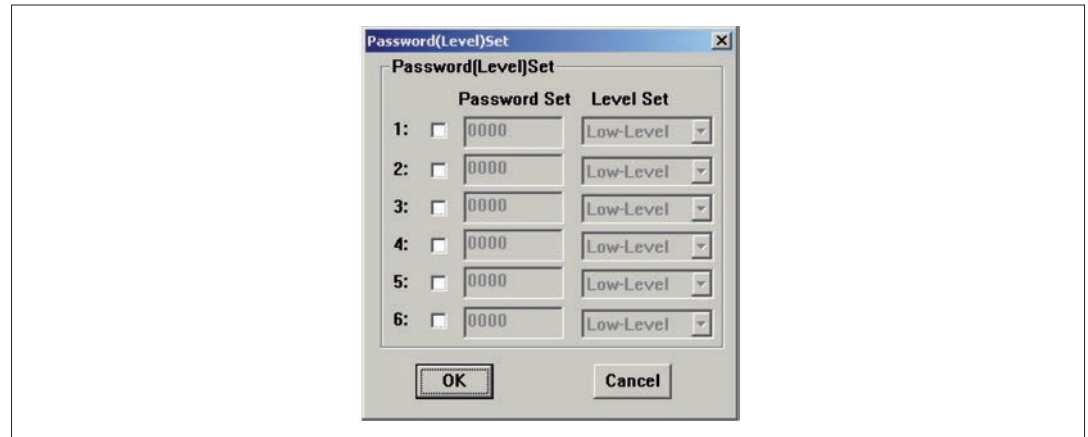 Password(Level)Set
Password(Level)Set
Password Set Level Set
1: 0000 Low-Level
2: 0000 Low-Level
3: 0000 Low-Level
4: 0000 Low-Level
5: 0000 Low-Level
6: 0000 Low-Level
OK Cancel